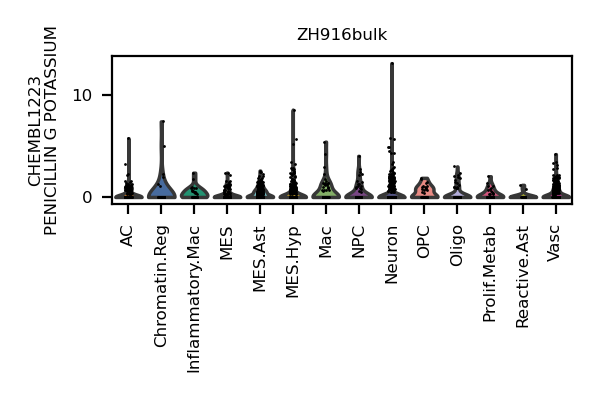 ZH916bulk
CHEMBL1223
PENICILLIN G POTASSIUM
10
0
AC
Chromatin.Reg
Inflammatory.Mac
MES
MES.Ast
MES.Hyp
Mac
NPC
Neuron
OPC
Oligo
Prolif.Metab
Reactive.Ast
Vasc